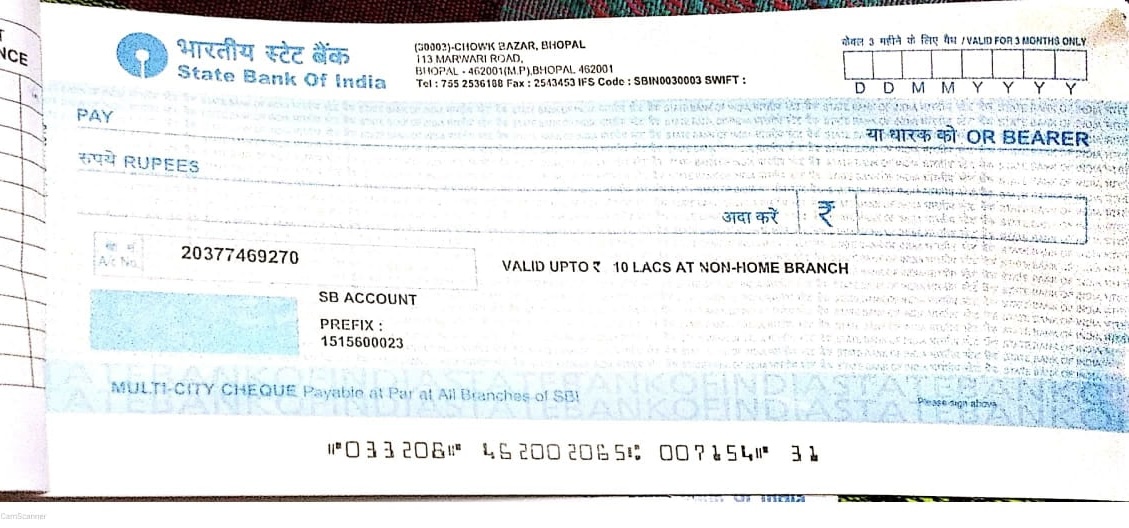 भारतीय स्टेट बैंक
State Bank Of India
(30003)-CHOWK BAZAR, BHOPAL
113 MARWARI ROAD,
BHOPAL - 462001(M.P),BHOPAL 462001
Tel : 755 2536188 Fax : 2543453 IFS Code : SBIN0030003 SWIFT :
केवल 3 महीने के लिए वैध / VALID FOR 3 MONTHS ONLY
D D M M Y Y Y Y
PAY
या धारक को OR BEARER
रुपये RUPEES
अदा करें ₹
A/c No.
20377469270
VALID UPTO ₹ 10 LACS AT NON-HOME BRANCH
SB ACCOUNT
PREFIX :
1515600023
MULTI-CITY CHEQUE Payable at Par at All Branches of SBI
Please sign above
⑈033206⑈ 462002065⑆ 007154⑈ 31
CamScanner